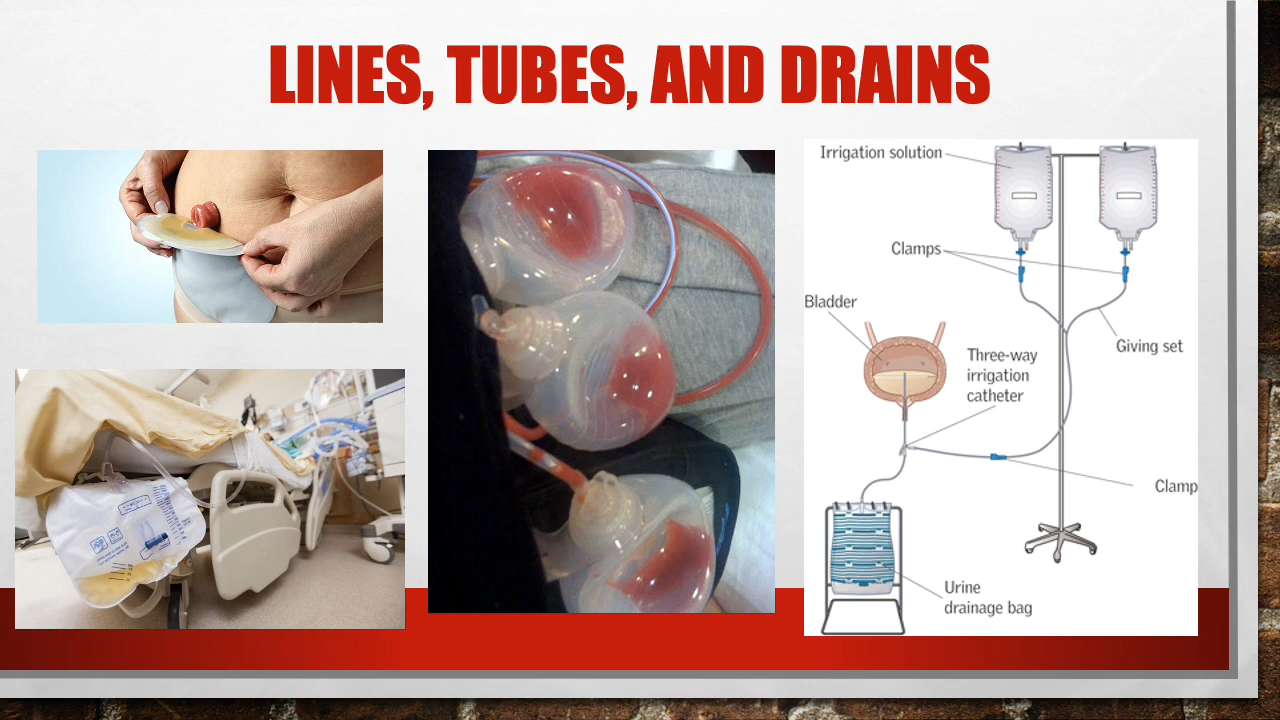 LINES, TUBES, AND DRAINS
Irrigation solution
Clamps
Bladder
Giving set
Three-way
irrigation
catheter
Clamp
Urine
drainage bag